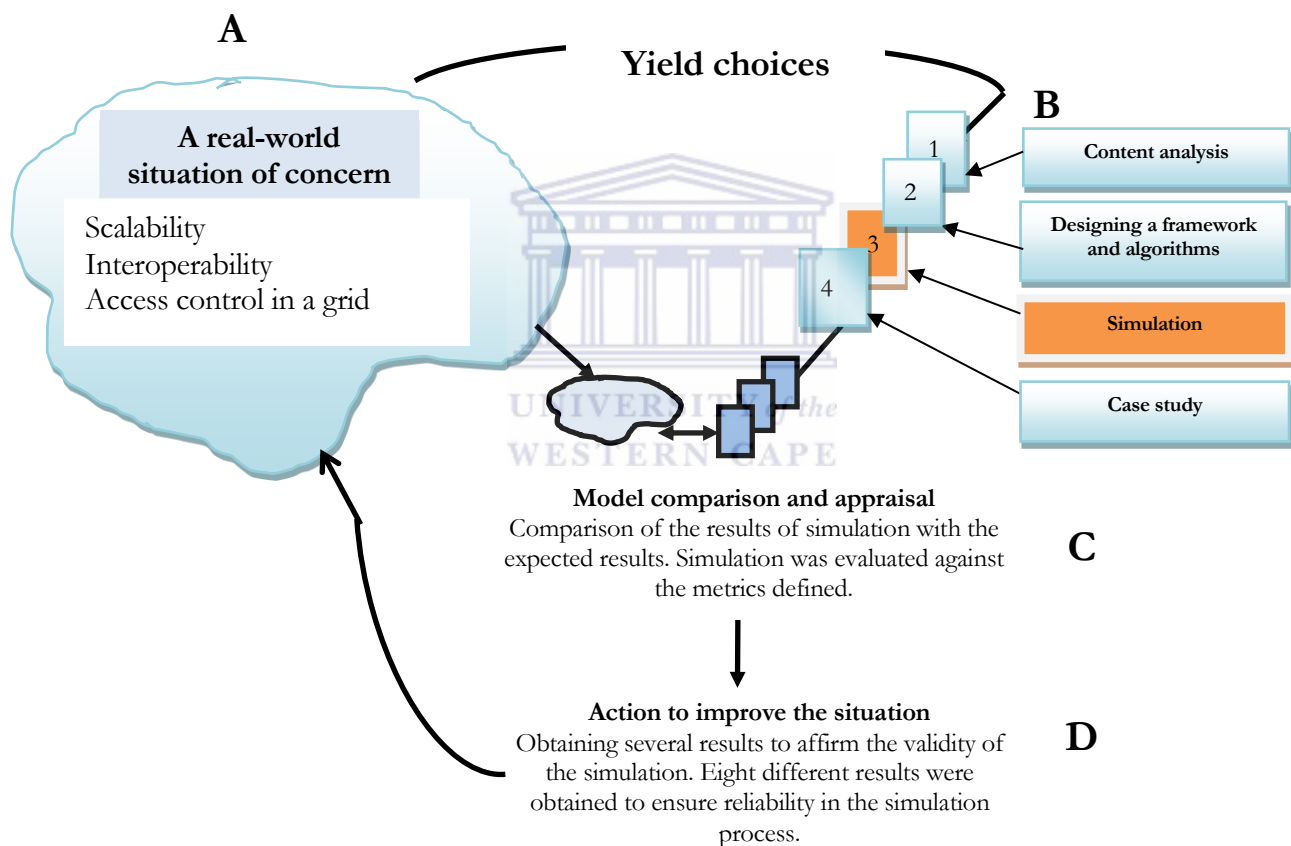 A
Yield choices
B
A real-world
situation of concern
Scalability
Interoperability
Access control in a grid
1
2
3
4
Content analysis
Designing a framework
and algorithms
Simulation
Case study
UNIVERSITY of the
WESTERN CAPE
Model comparison and appraisal
Comparison of the results of simulation with the
expected results. Simulation was evaluated against
the metrics defined.
C
Action to improve the situation
Obtaining several results to affirm the validity of
the simulation. Eight different results were
obtained to ensure reliability in the simulation
process.
D